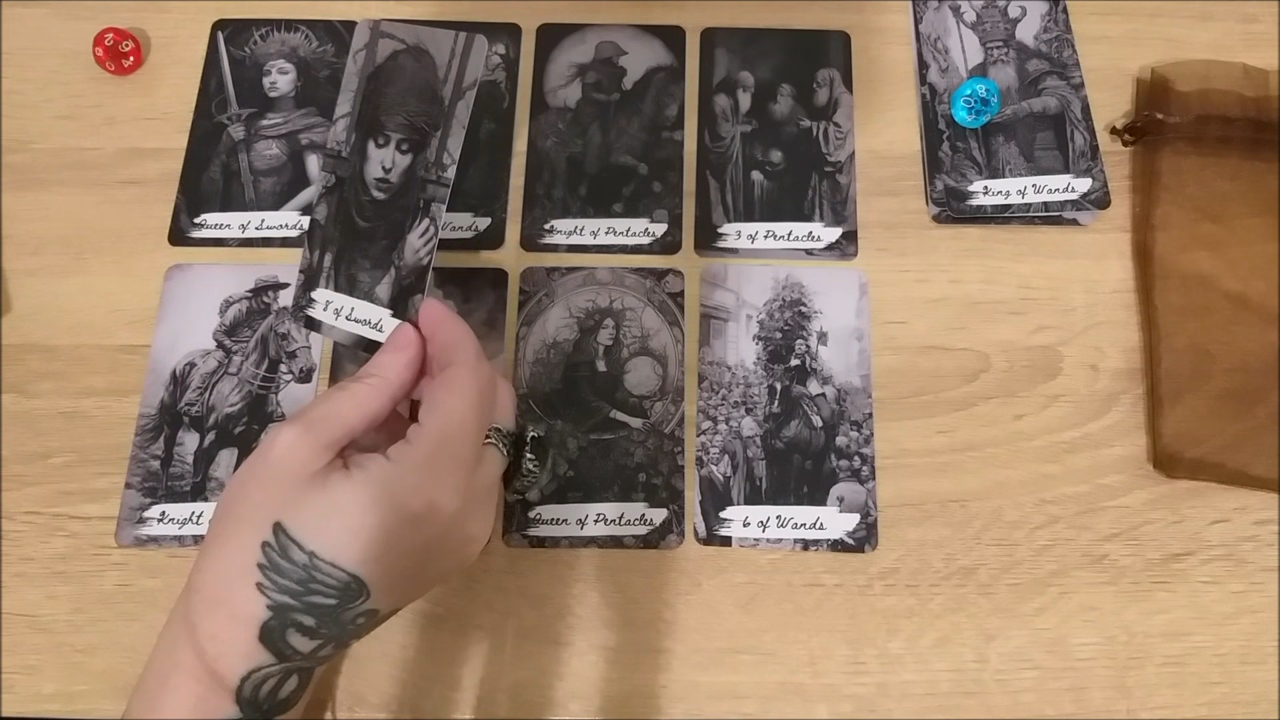 Queen of Swords
Wands
Knight of Pentacles
3 of Pentacles
King of Wands
8 of Swords
Knight
Queen of Pentacles
6 of Wands